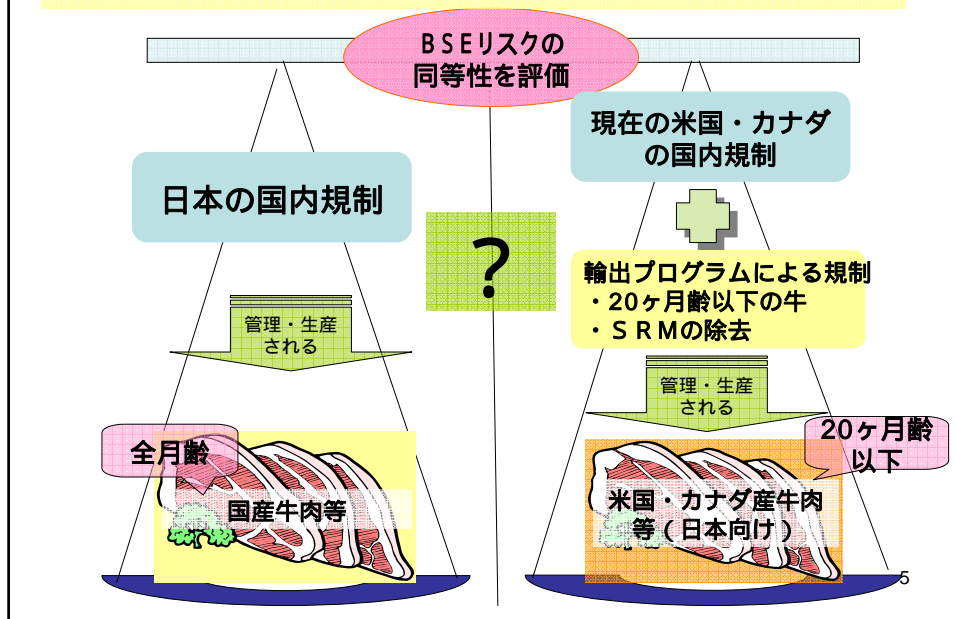 ＢＳＥリスクの
同等性を評価
日本の国内規制
管理・生産
される
全月齢
国産牛肉等
？
現在の米国・カナダ
の国内規制
輸出プログラムによる規制
・20ヶ月齢以下の牛
・ＳＲＭの除去
管理・生産
される
20ヶ月齢
以下
米国・カナダ産牛肉
等（日本向け）
5